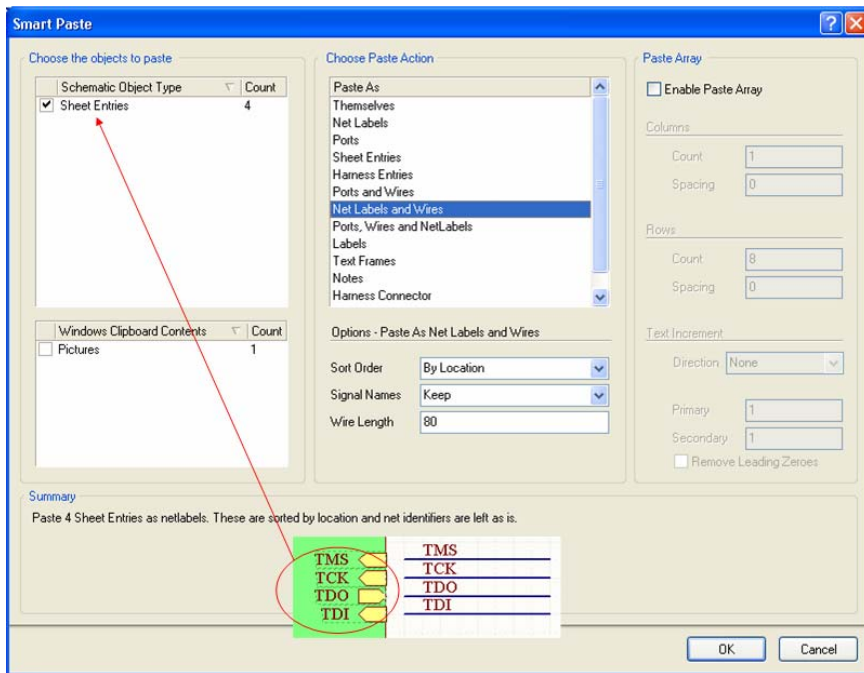 Smart Paste
Choose the objects to paste
Schematic Object Type Count
Sheet Entries 4
Windows Clipboard Contents Count
Pictures 1
Choose Paste Action
Paste As
Themselves
Net Labels
Ports
Sheet Entries
Harness Entries
Ports and Wires
Net Labels and Wires
Ports, Wires and NetLabels
Labels
Text Frames
Notes
Harness Connector
Options - Paste As Net Labels and Wires
Sort Order By Location
Signal Names Keep
Wire Length 80
Paste Array
Enable Paste Array
Columns
Count 1
Spacing 0
Rows
Count 8
Spacing 0
Text Increment
Direction None
Primary 1
Secondary 1
Remove Leading Zeroes
Summary
Paste 4 Sheet Entries as netlabels. These are sorted by location and net identifiers are left as is.
TMS TMS
TCK TCK
TDO TDO
TDI TDI
OK Cancel